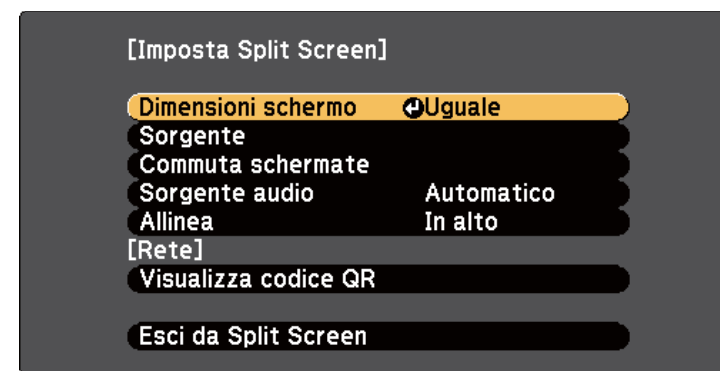 [Imposta Split Screen]
Dimensioni schermo Uguale
Sorgente
Commuta schermate
Sorgente audio Automatico
Allinea In alto
[Rete]
Visualizza codice QR
Esci da Split Screen